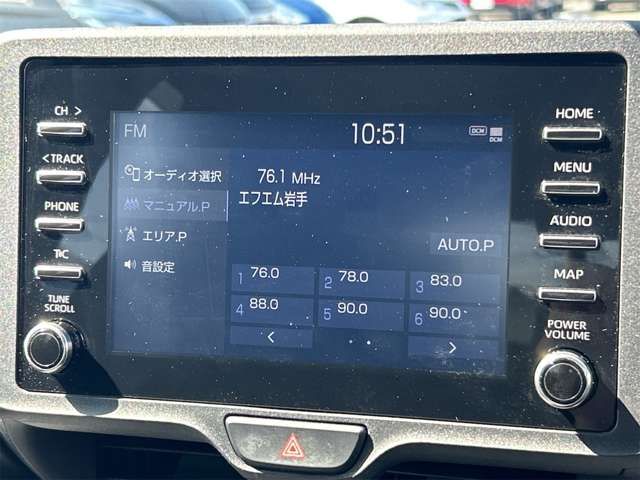 CH >
<TRACK
PHONE
T&C
TUNE
SCROLL
FM
10:51
DCM
DCM
オーディオ選択
マニュアル.P
エリア.P
音設定
76.1 MHz
エフエム岩手
AUTO.P
1 76.0
2 78.0
3 83.0
4 88.0
5 90.0
6 90.0
<
>
HOME
MENU
AUDIO
MAP
POWER
VOLUME